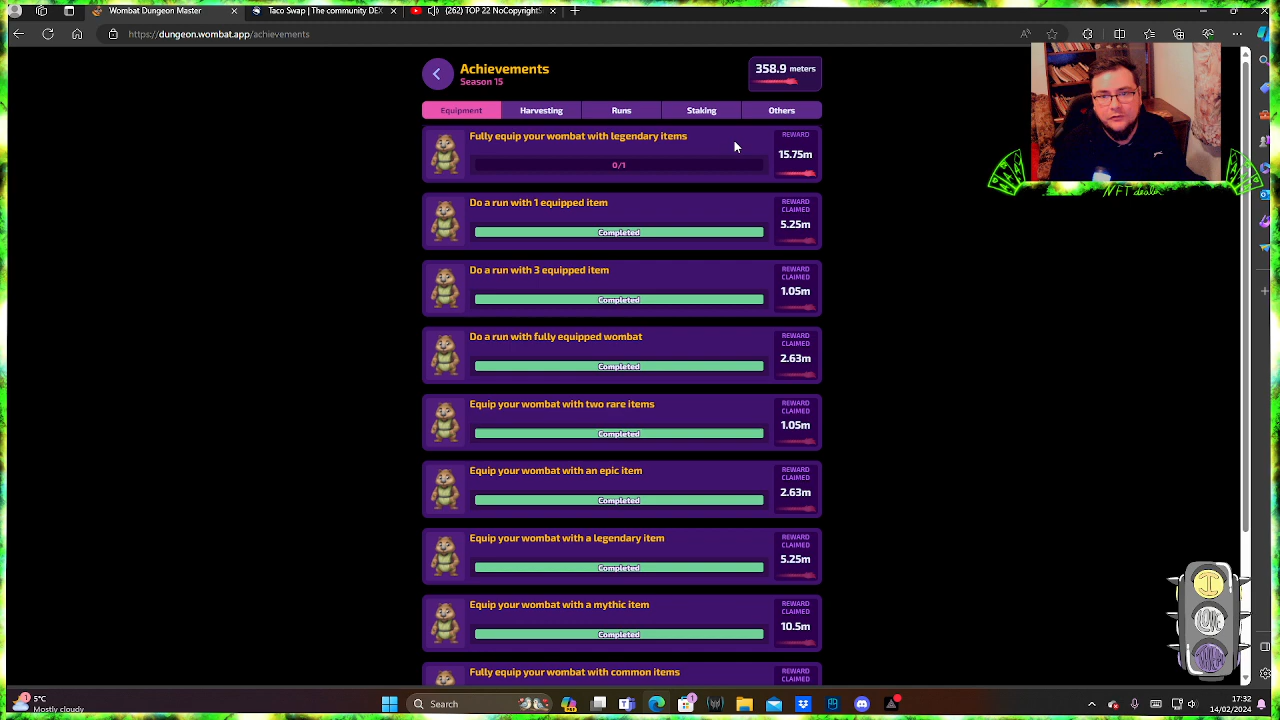 Wombat Dungeon Master
Taco Swap | The community DEX
(262) TOP 22 NoCopyrightS
https://dungeon.wombat.app/achievements
Achievements
Season 15
358.9 meters
Equipment
Harvesting
Runs
Staking
Others
Fully equip your wombat with legendary items
0/1
REWARD
15.75m
Do a run with 1 equipped item
Completed
REWARD
CLAIMED
5.25m
Do a run with 3 equipped item
Completed
REWARD
CLAIMED
1.05m
Do a run with fully equipped wombat
Completed
REWARD
CLAIMED
2.63m
Equip your wombat with two rare items
Completed
REWARD
CLAIMED
1.05m
Equip your wombat with an epic item
Completed
REWARD
CLAIMED
2.63m
Equip your wombat with a legendary item
Completed
REWARD
CLAIMED
5.25m
Equip your wombat with a mythic item
Completed
REWARD
CLAIMED
10.5m
Fully equip your wombat with common items
REWARD
CLAIMED
NFT dealer
5°C
Mostly cloudy
Search
17:32
14/02/2024